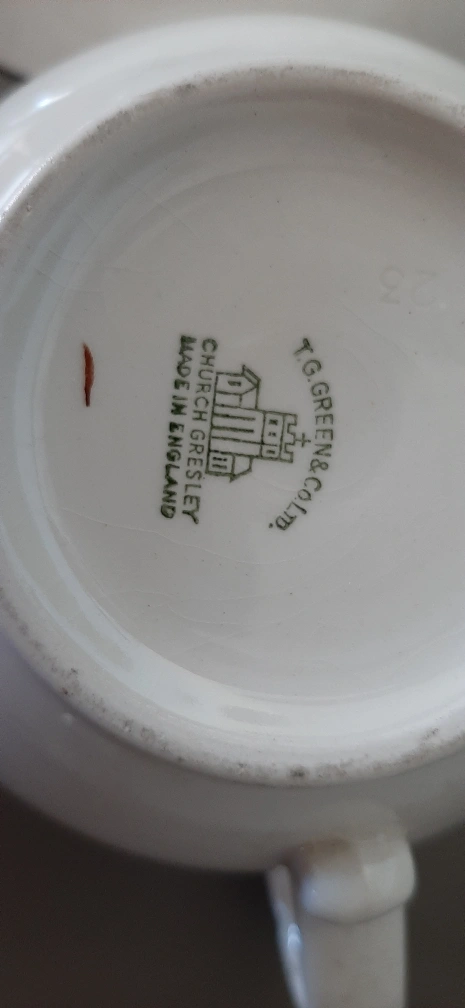 T.G.GREEN & Co. LTD.
CHURCH GRESLEY
MADE IN ENGLAND